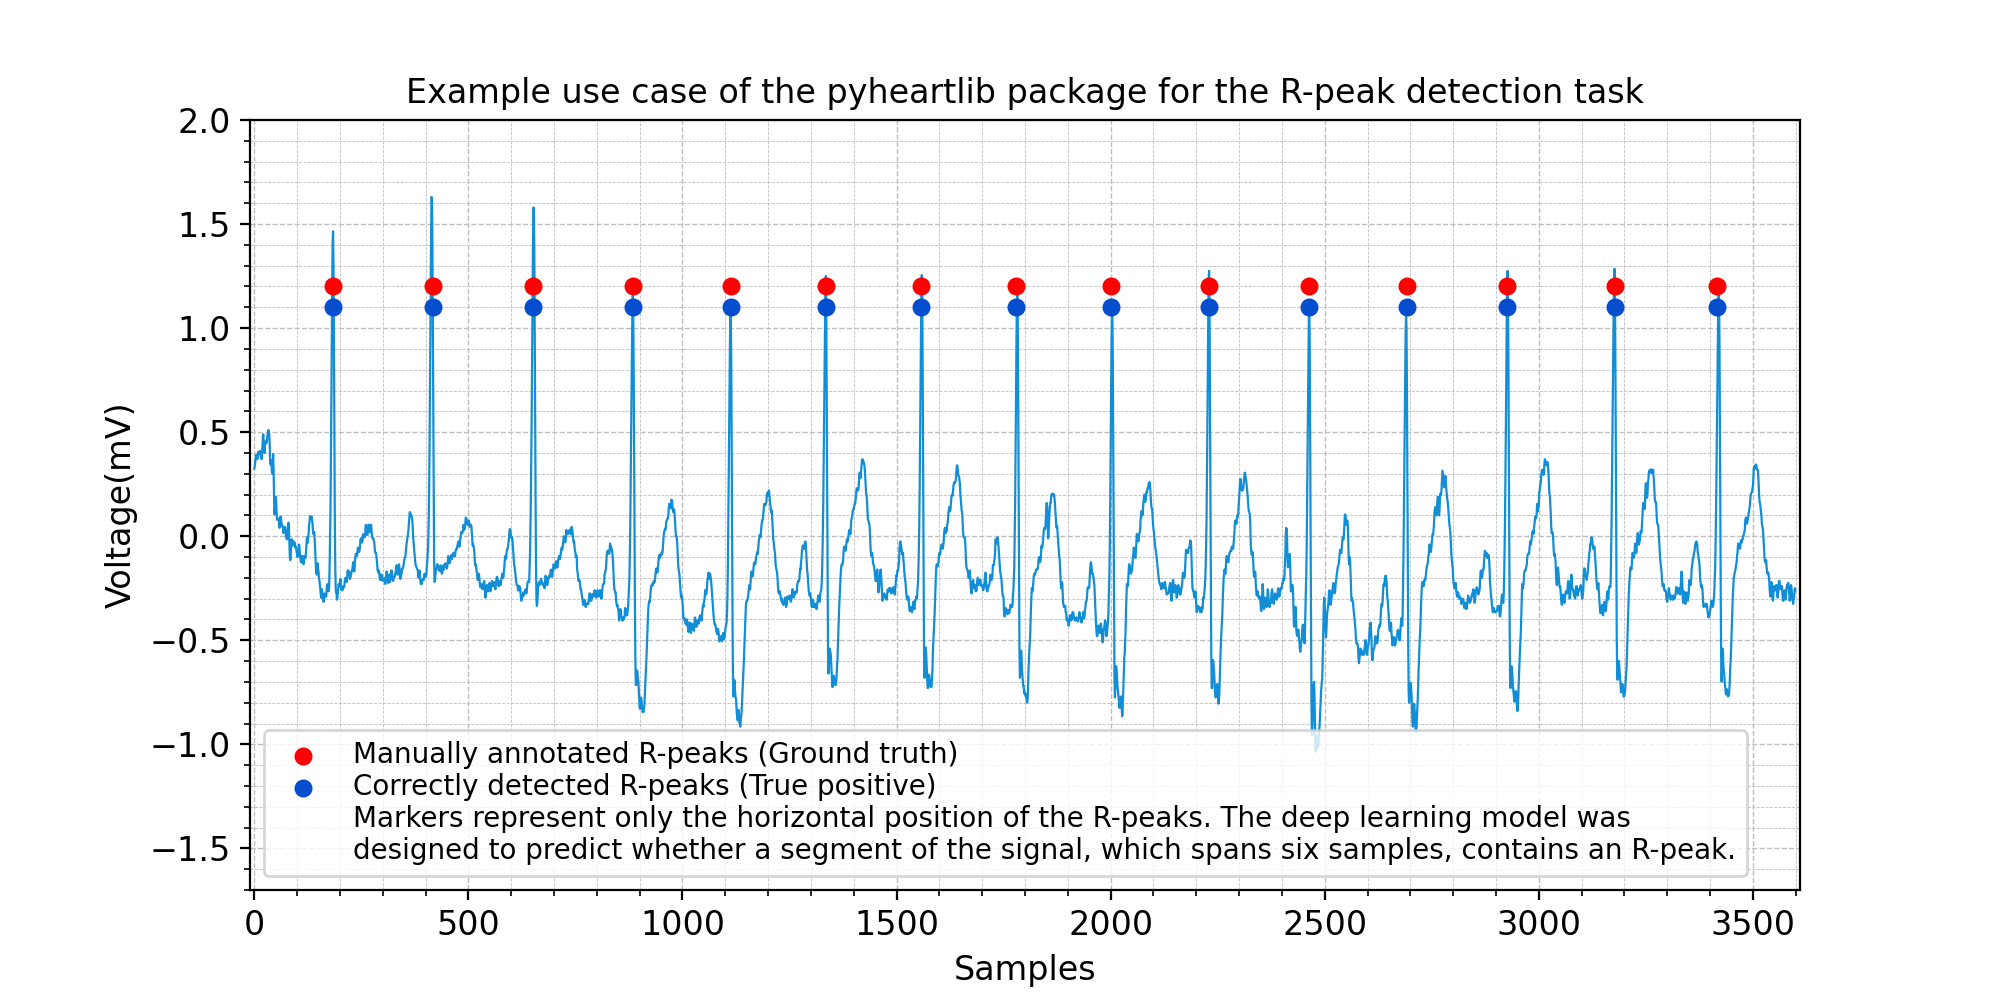 Example use case of the pyheartlib package for the R-peak detection task
2.0
1.5
1.0
0.5
0.0
−0.5
−1.0
−1.5
Voltage(mV)
Manually annotated R-peaks (Ground truth)
Correctly detected R-peaks (True positive)
Markers represent only the horizontal position of the R-peaks. The deep learning model was
designed to predict whether a segment of the signal, which spans six samples, contains an R-peak.
0 500 1000 1500 2000 2500 3000 3500
Samples